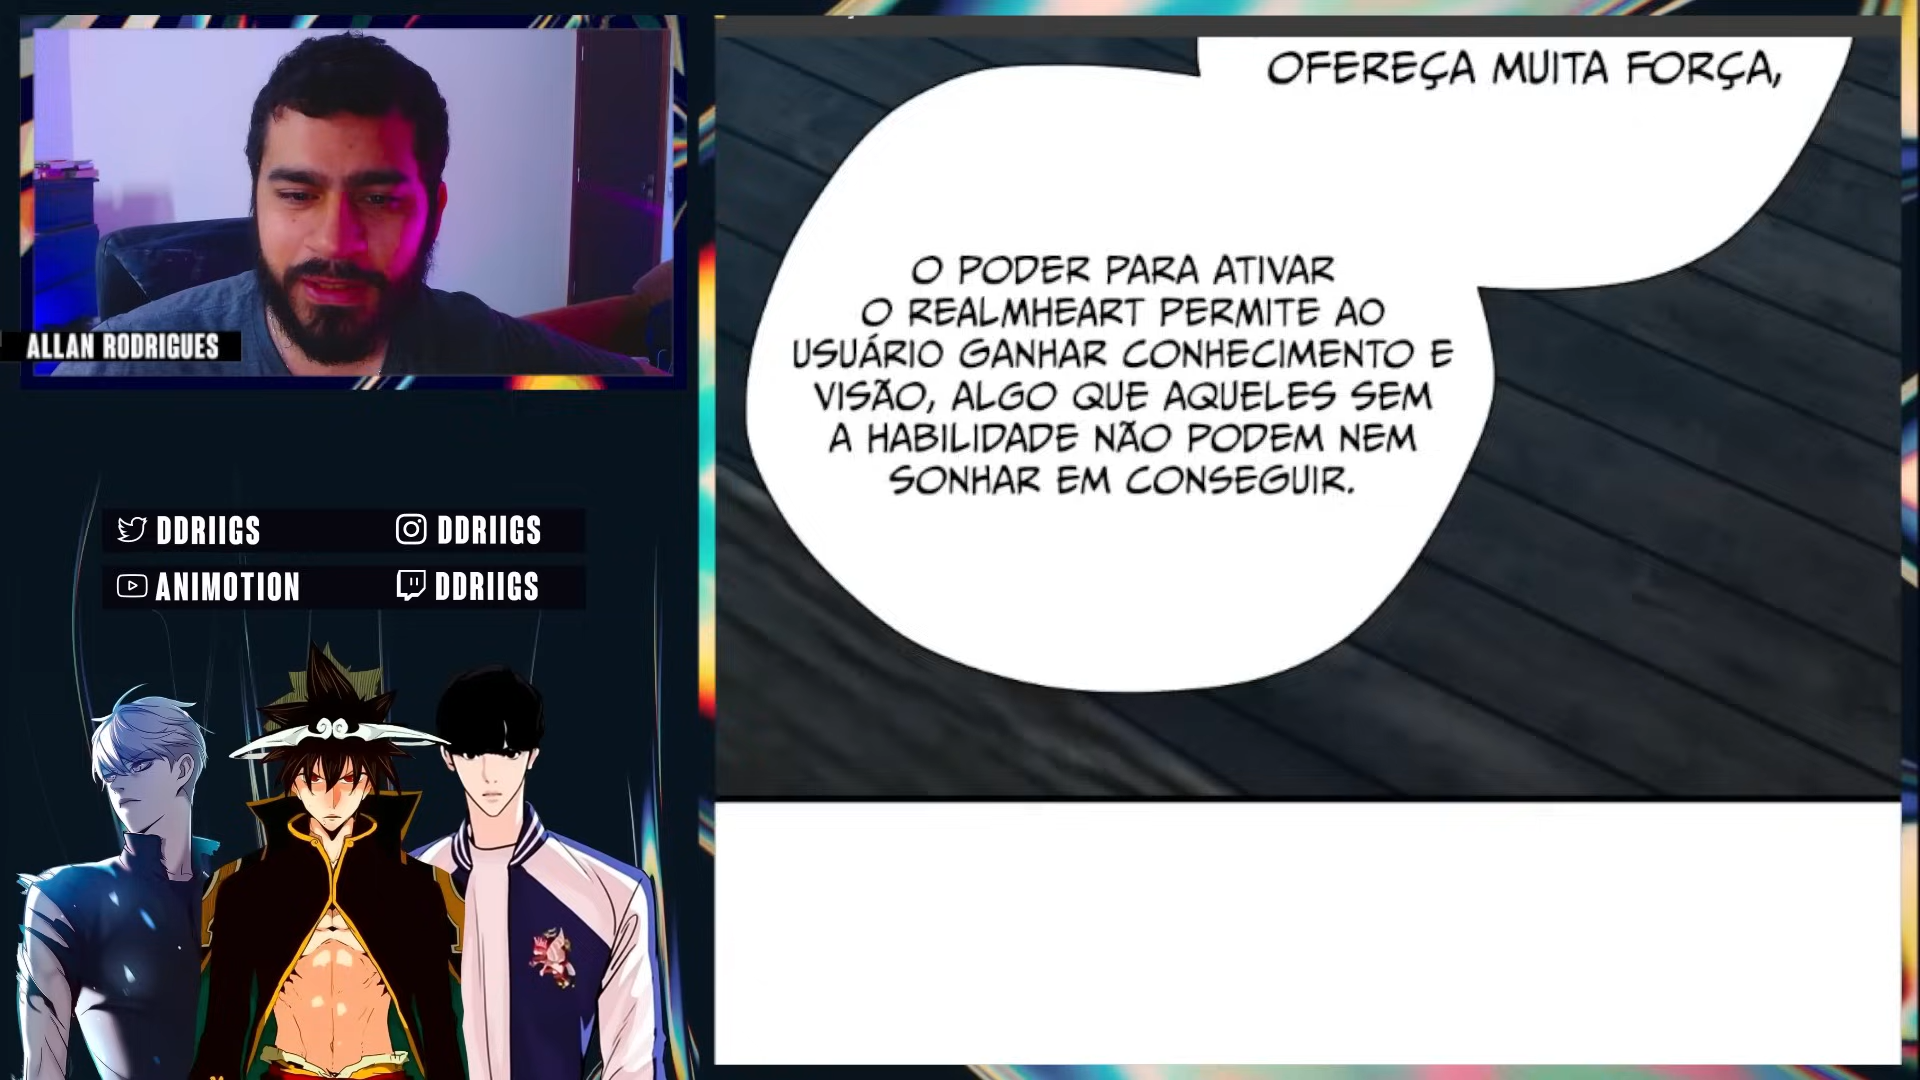 ALLAN RODRIGUES
DDRIIGS
DDRIIGS
ANIMOTION
DDRIIGS
OFEREÇA MUITA FORÇA,
O PODER PARA ATIVAR
O REALMHEART PERMITE AO
USUÁRIO GANHAR CONHECIMENTO E
VISÃO, ALGO QUE AQUELES SEM
A HABILIDADE NÃO PODEM NEM
SONHAR EM CONSEGUIR.